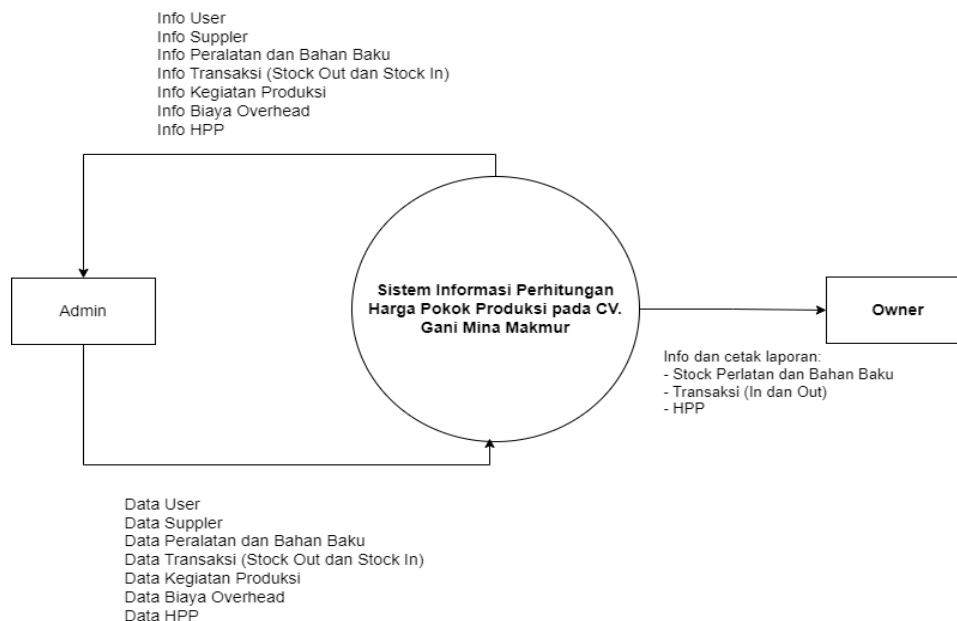 Info User
Info Suppler
Info Peralatan dan Bahan Baku
Info Transaksi (Stock Out dan Stock In)
Info Kegiatan Produksi
Info Biaya Overhead
Info HPP
Admin
Sistem Informasi Perhitungan
Harga Pokok Produksi pada CV.
Gani Mina Makmur
Owner
Info dan cetak laporan:
- Stock Perlatan dan Bahan Baku
- Transaksi (In dan Out)
- HPP
Data User
Data Suppler
Data Peralatan dan Bahan Baku
Data Transaksi (Stock Out dan Stock In)
Data Kegiatan Produksi
Data Biaya Overhead
Data HPP